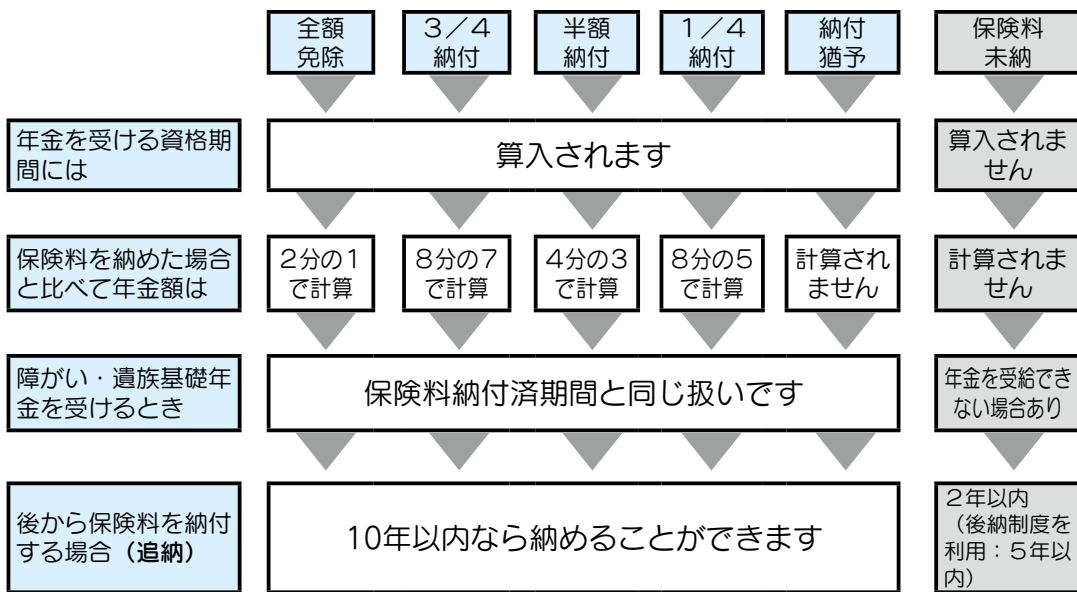 全額
免除
３／４
納付
半額
納付
１／４
納付
納付
猶予
保険料
未納
年金を受ける資格期
間には
算入されます
算入されま
せん
保険料を納めた場合
と比べて年金額は
２分の１
で計算
８分の７
で計算
４分の３
で計算
８分の５
で計算
計算され
ません
計算されま
せん
障がい・遺族基礎年
金を受けるとき
保険料納付済期間と同じ扱いです
年金を受給でき
ない場合あり
後から保険料を納付
する場合（追納）
10年以内なら納めることができます
２年以内
（後納制度を
利用：５年以
内）